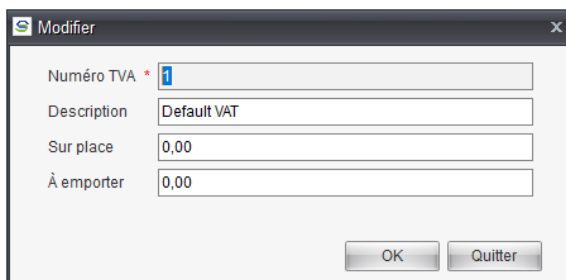 Modifier x
Numéro TVA * 1
Description Default VAT
Sur place 0,00
À emporter 0,00
OK Quitter